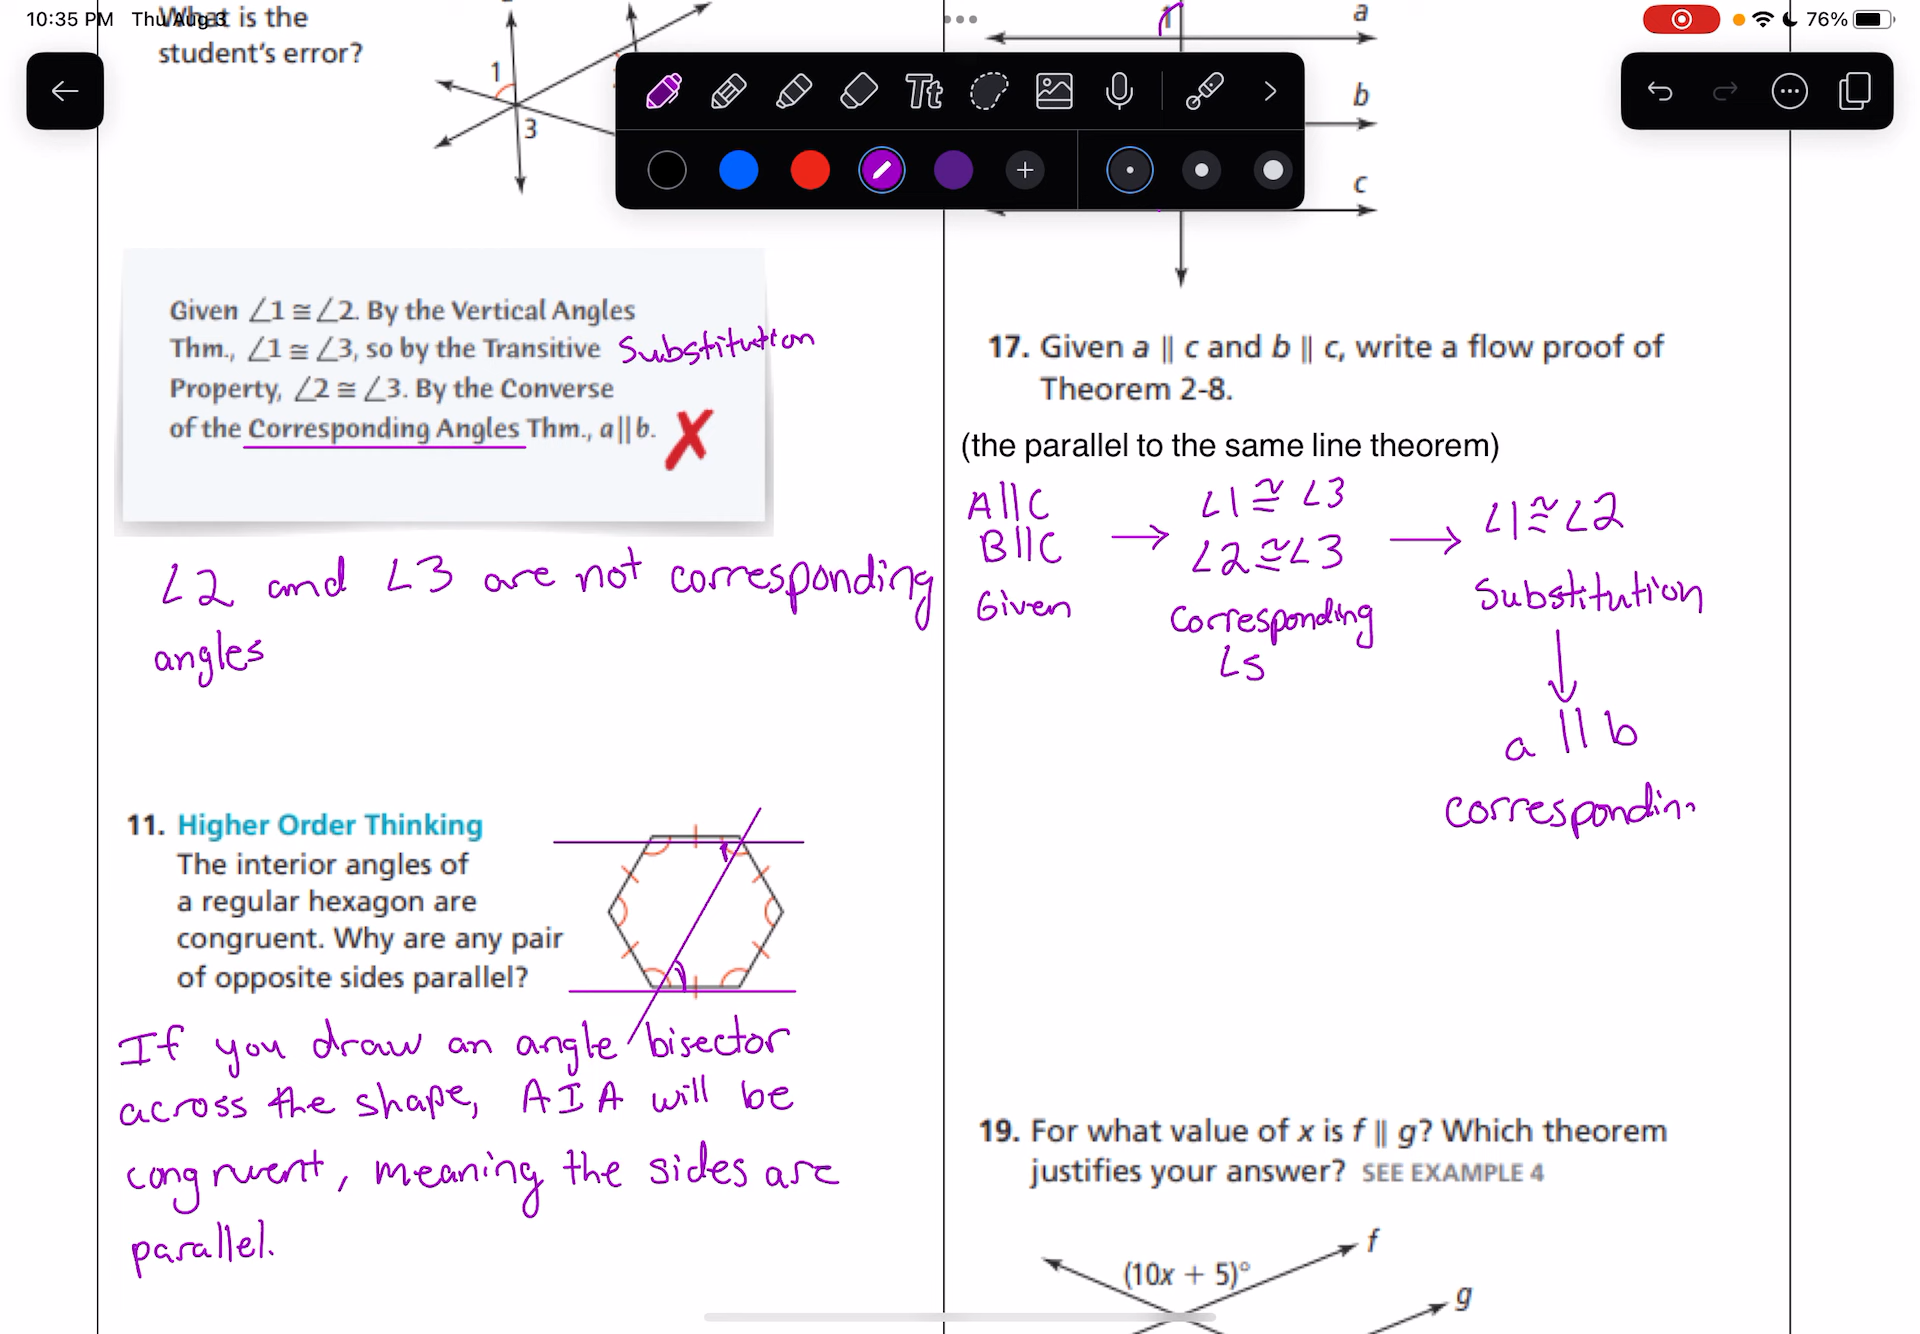 10:35 PM Thu Aug 3
76%
What is the
student's error?
1
3
Tt
a
b
c
Given ∠1 ≅ ∠2. By the Vertical Angles
Thm., ∠1 ≅ ∠3, so by the Transitive
Substitution
Property, ∠2 ≅ ∠3. By the Converse
of the Corresponding Angles Thm., a || b.
∠2 and ∠3 are not corresponding
angles
11. Higher Order Thinking
The interior angles of
a regular hexagon are
congruent. Why are any pair
of opposite sides parallel?
If you draw an angle bisector
across the shape, AIA will be
congruent, meaning the sides are
parallel.
17. Given a || c and b || c, write a flow proof of
Theorem 2-8.
(the parallel to the same line theorem)
A||C
B||C
Given
→
∠1 ≅ ∠3
∠2 ≅ ∠3
Corresponding
∠s
→
∠1 ≅ ∠2
Substitution
a || b
correspondin
19. For what value of x is f || g? Which theorem
justifies your answer? SEE EXAMPLE 4
(10x + 5)°
f
g